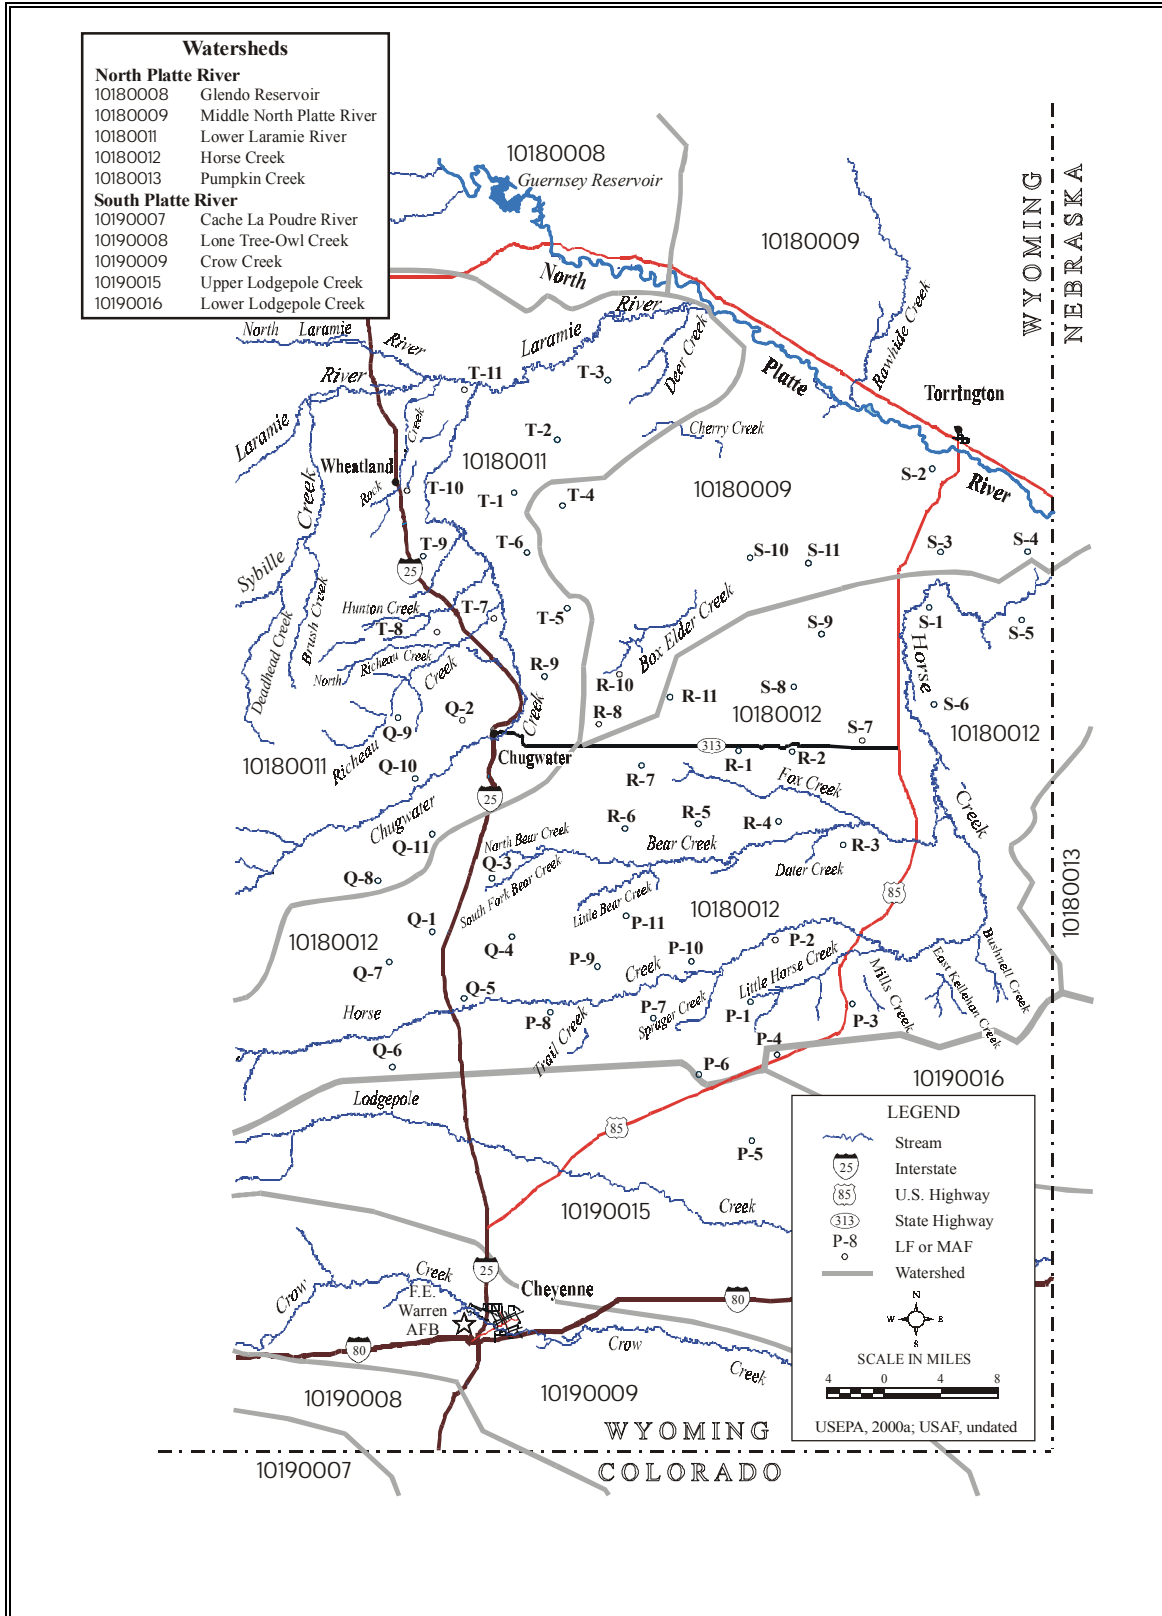 Watersheds
North Platte River
10180008 Glendo Reservoir
10180009 Middle North Platte River
10180011 Lower Laramie River
10180012 Horse Creek
10180013 Pumpkin Creek
South Platte River
10190007 Cache La Poudre River
10190008 Lone Tree-Owl Creek
10190009 Crow Creek
10190015 Upper Lodgepole Creek
10190016 Lower Lodgepole Creek
10180008
Guernsey Reservoir
10180009
WYOMING
NEBRASKA
North
River
Platte
River
North Laramie
River
Laramie
River
Laramie
River
Deer Creek
Rawhide Creek
Torrington
T-11
T-3
T-2
Cherry Creek
Creek
Wheatland
Rock
10180011
10180009
S-2
T-10
T-1
T-4
Creek
Sybille
T-9
T-6
S-10
S-11
S-3
S-4
25
Hunton Creek
T-7
T-5
T-8
Brush Creek
Deadhead Creek
Box Elder Creek
S-9
S-1
S-5
Horse
North Richeau Creek
Creek
R-9
R-10
R-11
S-8
S-6
Q-2
Q-9
R-8
10180012
S-7
10180012
Creek
Chugwater
313
R-1
R-2
Richeau
10180011
Q-10
R-7
Fox Creek
25
Chugwater
Creek
Q-11
North Bear Creek
R-6
R-5
Bear Creek
R-4
R-3
Q-3
South Fork Bear Creek
Dater Creek
Q-8
Little Bear Creek
85
10180013
Q-1
P-11
10180012
10180012
Q-4
P-2
Q-7
P-9
P-10
Creek
Little Horse Creek
Mills Creek
East Kellehan Creek
Bushnell Creek
Q-5
Horse
P-8
P-7
P-1
P-3
Sprager Creek
Trail Creek
P-4
Q-6
P-6
10190016
Lodgepole
85
P-5
10190015
Creek
LEGEND
Stream
25 Interstate
85 U.S. Highway
313 State Highway
P-8 LF or MAF
Watershed
N
W E
S
SCALE IN MILES
4 0 4 8
USEPA, 2000a; USAF, undated
Creek
Crow
25
Cheyenne
F.E.
Warren
AFB
80
80
Crow
Creek
10190008
10190009
WYOMING
COLORADO
10190007